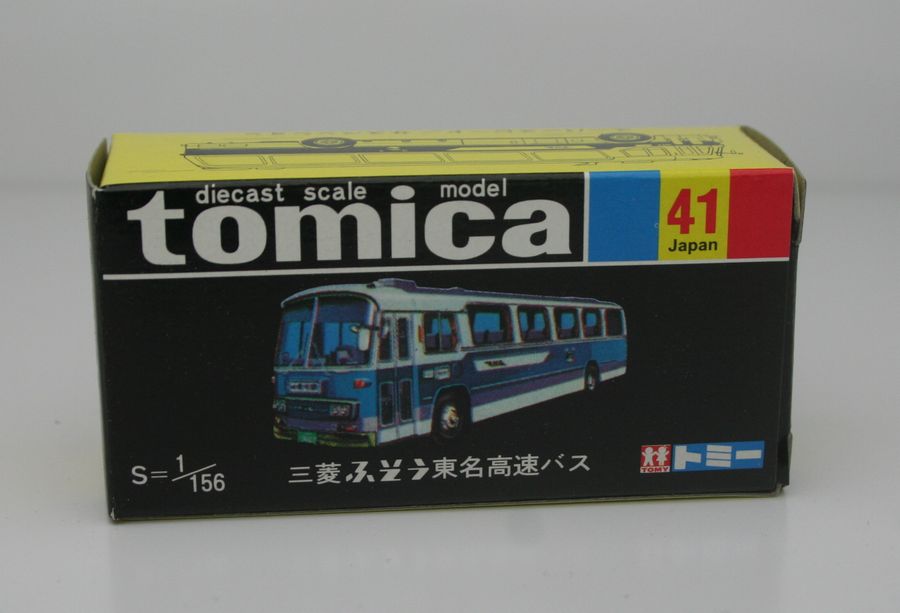 diecast scale model
tomica
41
Japan
S=1/156
三菱ふそう東名高速バス
TOMY
トミー